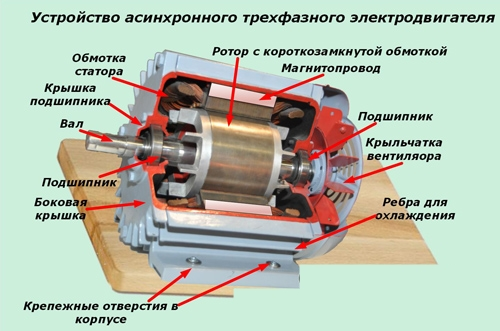 Устройство асинхронного трехфазного электродвигателя
Обмотка
статора
Ротор с короткозамкнутой обмоткой
Магнитопровод
Крышка
подшипника
Вал
Подшипник
Крыльчатка
вентиляора
Подшипник
Боковая
крышка
Ребра для
охлаждения
Крепежные отверстия в
корпусе